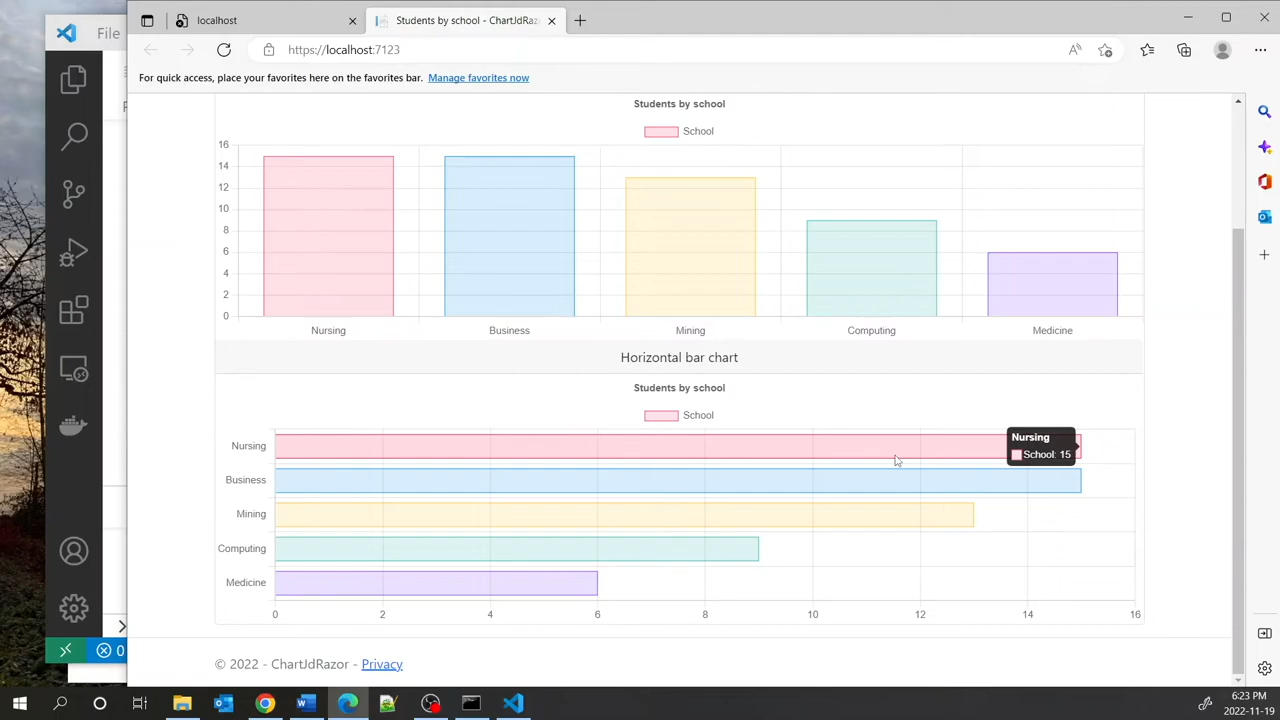 File
localhost
Students by school - ChartJdRazo
https://localhost:7123
For quick access, place your favorites here on the favorites bar. Manage favorites now
Students by school
School
16
14
12
10
8
6
4
2
0
Nursing Business Mining Computing Medicine
Horizontal bar chart
Students by school
School
Nursing
Business
Mining
Computing
Medicine
Nursing
School: 15
0 2 4 6 8 10 12 14 16
© 2022 - ChartJdRazor - Privacy
0
6:23 PM
2022-11-19